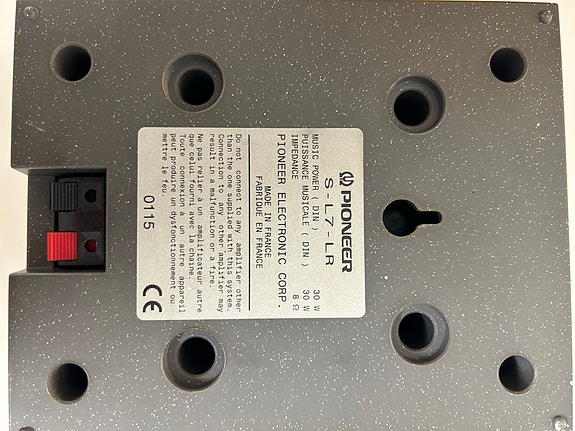 PIONEER
S-L7-LR
MUSIC POWER ( DIN ) 30 W
PUISSANCE MUSICALE ( DIN ) 30 W
IMPEDANCE 8 Ω
PIONEER ELECTRONIC CORP.
MADE IN FRANCE
FABRIQUE EN FRANCE
Do not connect to any amplifier other
than the one supplied with this system.
Connection to any other amplifier may
result in a malfunction or a fire.
Ne pas relier a un amplificateur autre
que celui fourni avec la chaine.
Toute connexion à un autre appareil
peut produire un dysfonctionnement ou
mettre le feu.
0115
CE